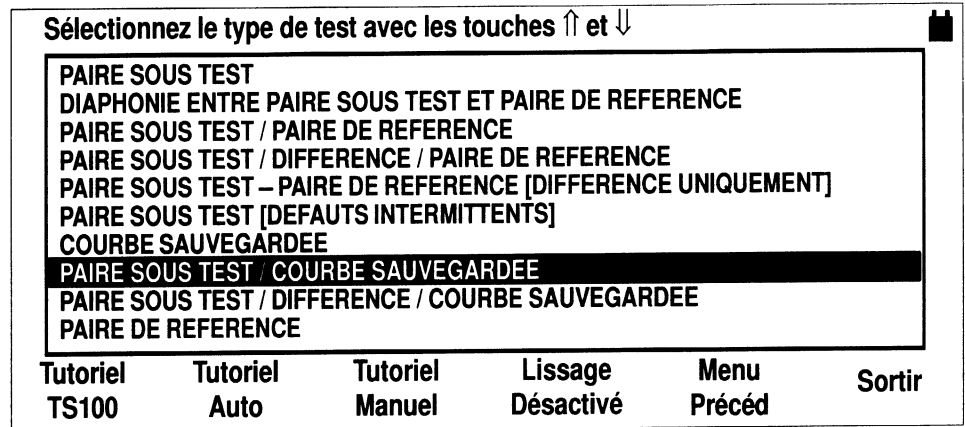 Sélectionnez le type de test avec les touches ⇑ et ⇓
PAIRE SOUS TEST
DIAPHONIE ENTRE PAIRE SOUS TEST ET PAIRE DE REFERENCE
PAIRE SOUS TEST / PAIRE DE REFERENCE
PAIRE SOUS TEST / DIFFERENCE / PAIRE DE REFERENCE
PAIRE SOUS TEST – PAIRE DE REFERENCE [DIFFERENCE UNIQUEMENT]
PAIRE SOUS TEST [DEFAUTS INTERMITTENTS]
COURBE SAUVEGARDEE
PAIRE SOUS TEST / COURBE SAUVEGARDEE
PAIRE SOUS TEST / DIFFERENCE / COURBE SAUVEGARDEE
PAIRE DE REFERENCE
Tutoriel Tutoriel Tutoriel Lissage Menu Sortir
TS100 Auto Manuel Désactivé Précéd